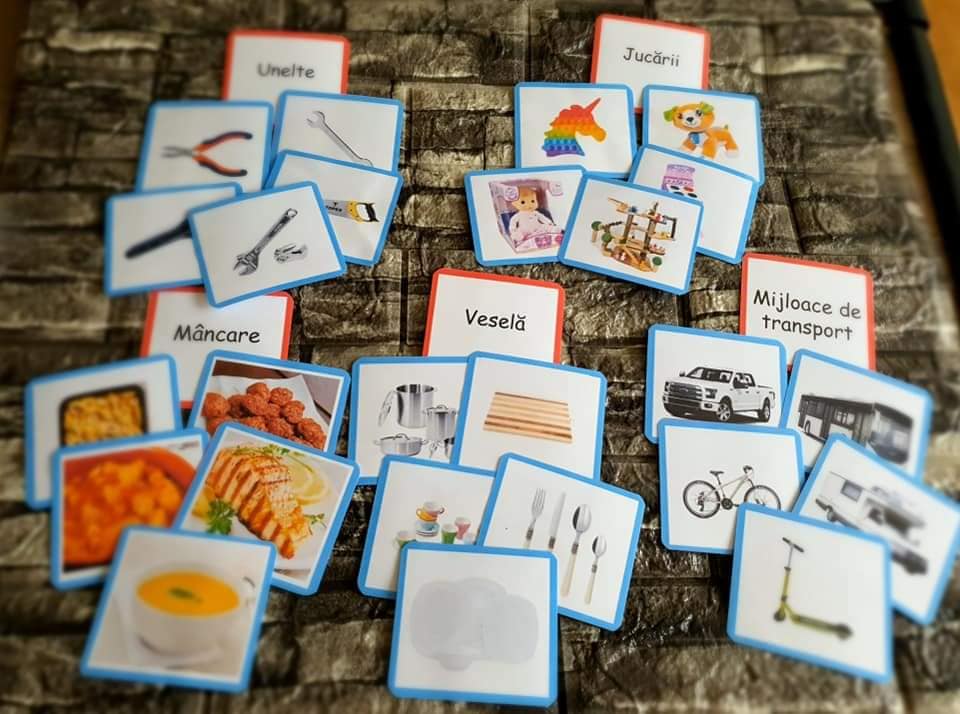 Unelte
Jucării
Mâncare
Veselă
Mijloace de
transport